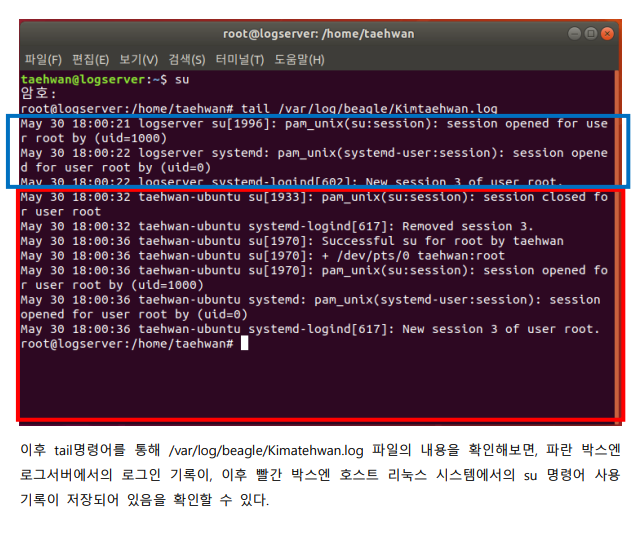 root@logserver: /home/taehwan
파일(F) 편집(E) 보기(V) 검색(S) 터미널(T) 도움말(H)
taehwan@logserver:~$ su
암호:
root@logserver:/home/taehwan# tail /var/log/beagle/Kimtaehwan.log
May 30 18:00:21 logserver su[1996]: pam_unix(su:session): session opened for use
r root by (uid=1000)
May 30 18:00:22 logserver systemd: pam_unix(systemd-user:session): session opene
d for user root by (uid=0)
May 30 18:00:22 logserver systemd-logind[602]: New session 3 of user root.
May 30 18:00:32 taehwan-ubuntu su[1933]: pam_unix(su:session): session closed fo
r user root
May 30 18:00:32 taehwan-ubuntu systemd-logind[617]: Removed session 3.
May 30 18:00:36 taehwan-ubuntu su[1970]: Successful su for root by taehwan
May 30 18:00:36 taehwan-ubuntu su[1970]: + /dev/pts/0 taehwan:root
May 30 18:00:36 taehwan-ubuntu su[1970]: pam_unix(su:session): session opened fo
r user root by (uid=1000)
May 30 18:00:36 taehwan-ubuntu systemd: pam_unix(systemd-user:session): session
opened for user root by (uid=0)
May 30 18:00:36 taehwan-ubuntu systemd-logind[617]: New session 3 of user root.
root@logserver:/home/taehwan#
이후 tail명령어를 통해 /var/log/beagle/Kimatehwan.log 파일의 내용을 확인해보면, 파란 박스엔
로그서버에서의 로그인 기록이, 이후 빨간 박스엔 호스트 리눅스 시스템에서의 su 명령어 사용
기록이 저장되어 있음을 확인할 수 있다.